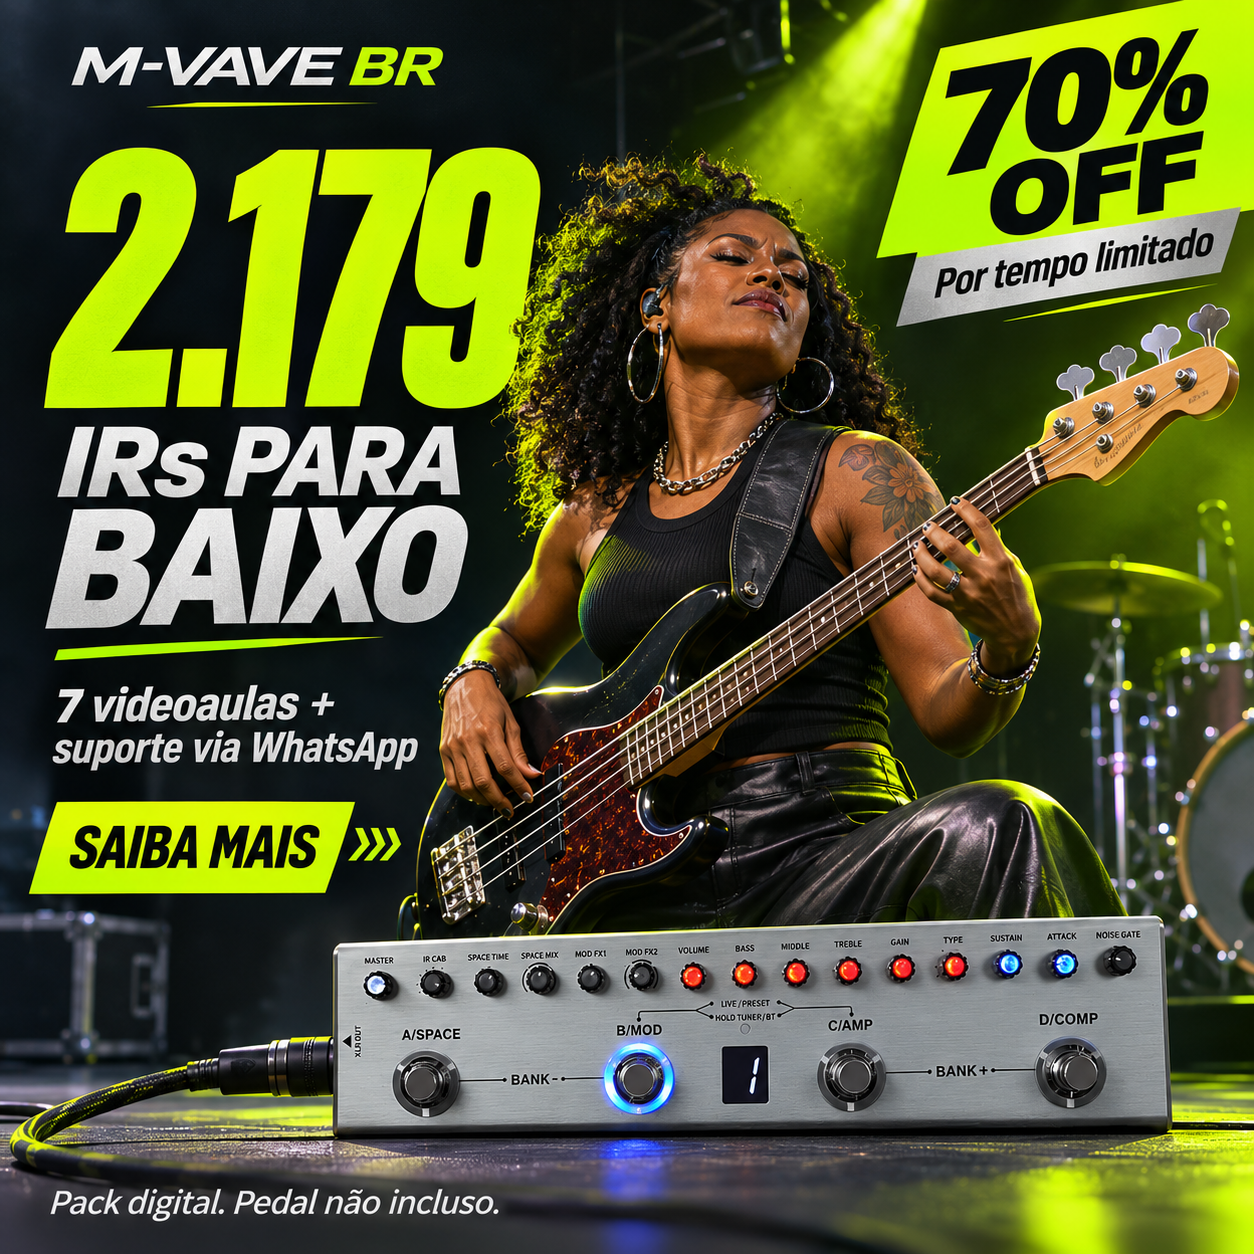 M-VAVE BR
70%
OFF
Por tempo limitado
2.179
IRs PARA
BAIXO
7 videoaulas +
suporte via WhatsApp
SAIBA MAIS
MASTER
IR CAB
SPACE TIME
SPACE MIX
MOD FX1
MOD FX2
VOLUME
BASS
MIDDLE
TREBLE
GAIN
TYPE
SUSTAIN
ATTACK
NOISE GATE
LIVE/PRESET
HOLD TUNER/BT
XLR OUT
A/SPACE
B/MOD
C/AMP
D/COMP
BANK -
1
BANK +
Pack digital. Pedal não incluso.